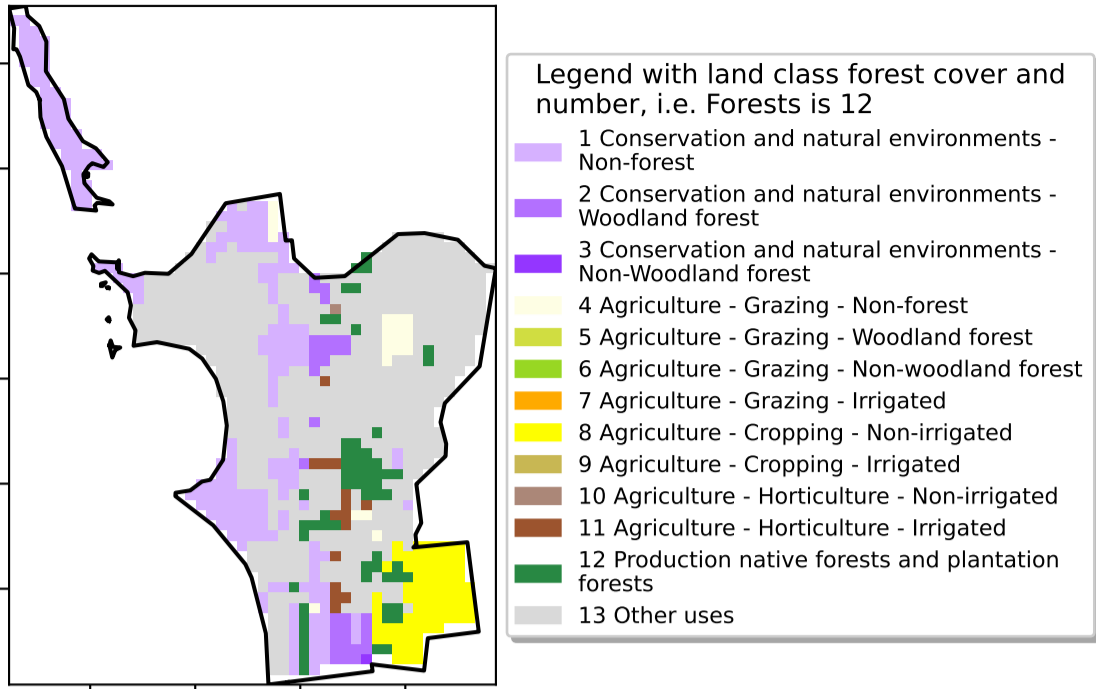 Legend with land class forest cover and
number, i.e. Forests is 12
1 Conservation and natural environments -
Non-forest
2 Conservation and natural environments -
Woodland forest
3 Conservation and natural environments -
Non-Woodland forest
4 Agriculture - Grazing - Non-forest
5 Agriculture - Grazing - Woodland forest
6 Agriculture - Grazing - Non-woodland forest
7 Agriculture - Grazing - Irrigated
8 Agriculture - Cropping - Non-irrigated
9 Agriculture - Cropping - Irrigated
10 Agriculture - Horticulture - Non-irrigated
11 Agriculture - Horticulture - Irrigated
12 Production native forests and plantation
forests
13 Other uses